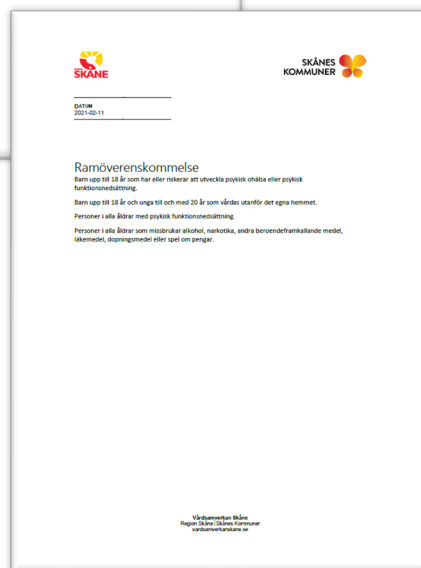 SKÅNE
SKÅNES
KOMMUNER
DATUM
2021-02-11
Ramöverenskommelse
Barn upp till 18 år som har eller riskerar att utveckla psykisk ohälsa eller psykisk
funktionsnedsättning.
Barn upp till 18 år och unga till och med 20 år som vårdas utanför det egna hemmet.
Personer i alla åldrar med psykisk funktionsnedsättning.
Personer i alla åldrar som missbrukar alkohol, narkotika, andra beroendeframkallande medel,
läkemedel, dopningsmedel eller spel om pengar.
Vårdsamverkan Skåne
Region Skåne | Skånes Kommuner
vardsamverkanskane.se